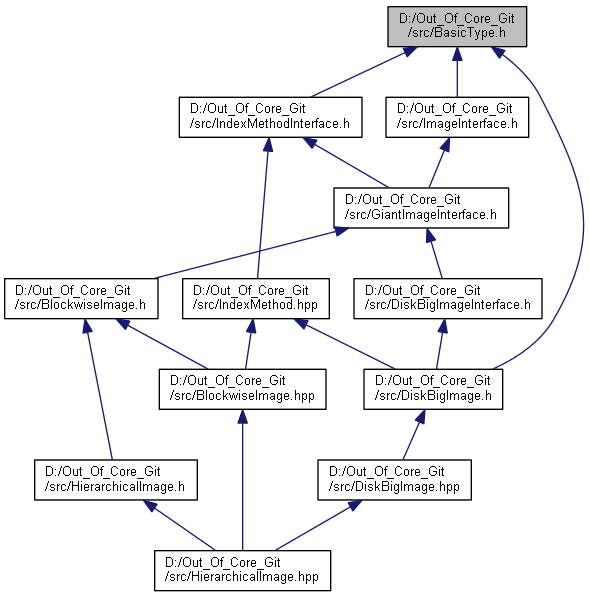 D:/Out_Of_Core_Git
/src/BasicType.h
D:/Out_Of_Core_Git
/src/IndexMethodInterface.h
D:/Out_Of_Core_Git
/src/ImageInterface.h
D:/Out_Of_Core_Git
/src/GiantImageInterface.h
D:/Out_Of_Core_Git
/src/BlockwiseImage.h
D:/Out_Of_Core_Git
/src/IndexMethod.hpp
D:/Out_Of_Core_Git
/src/DiskBigImageInterface.h
D:/Out_Of_Core_Git
/src/BlockwiseImage.hpp
D:/Out_Of_Core_Git
/src/DiskBigImage.h
D:/Out_Of_Core_Git
/src/HierarchicalImage.h
D:/Out_Of_Core_Git
/src/DiskBigImage.hpp
D:/Out_Of_Core_Git
/src/HierarchicalImage.hpp